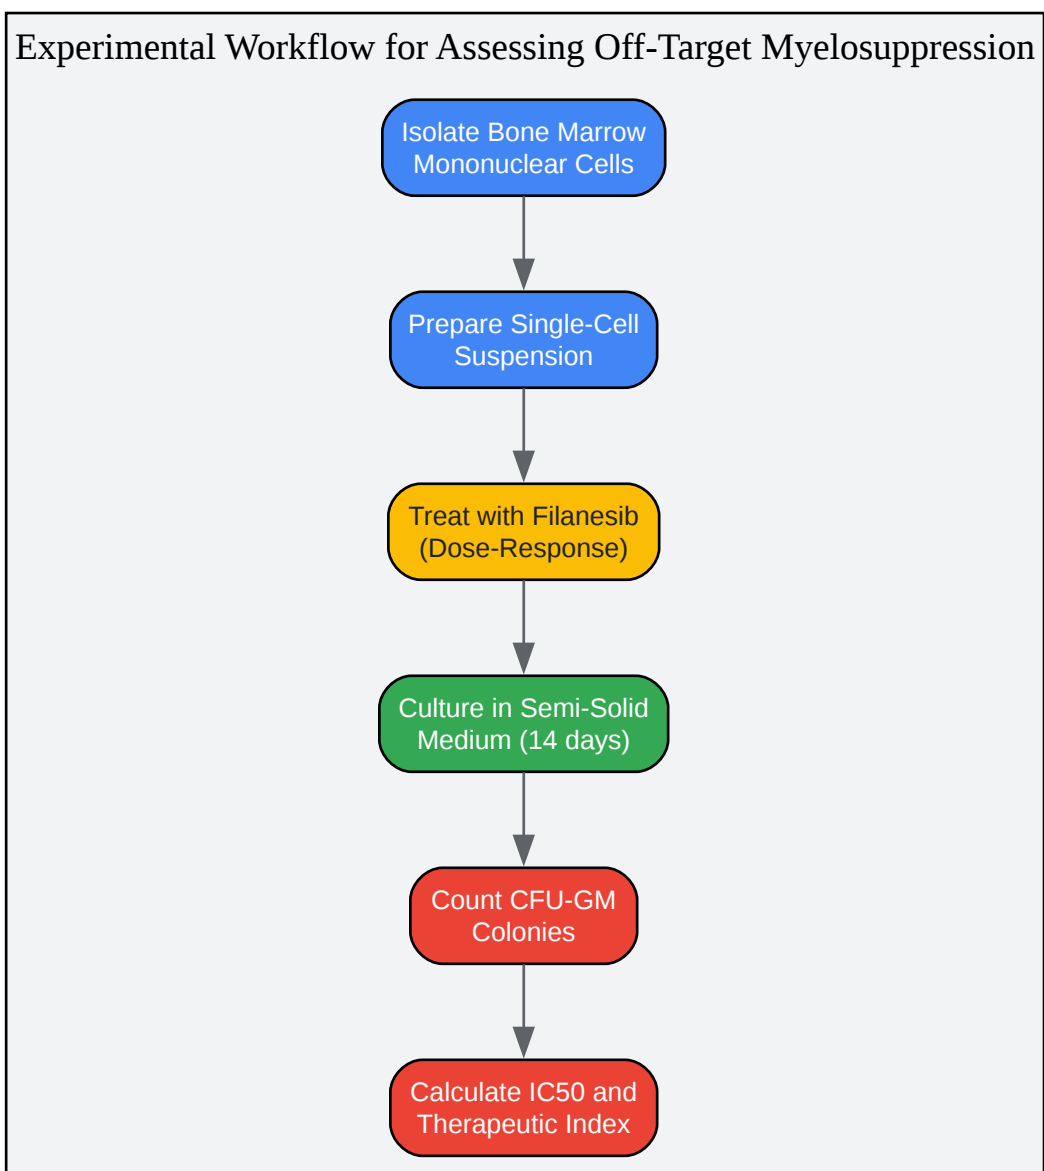 Experimental Workflow for Assessing Off-Target Myelosuppression
Isolate Bone Marrow
Mononuclear Cells
Prepare Single-Cell
Suspension
Treat with Filanesib
(Dose-Response)
Culture in Semi-Solid
Medium (14 days)
Count CFU-GM
Colonies
Calculate IC50 and
Therapeutic Index